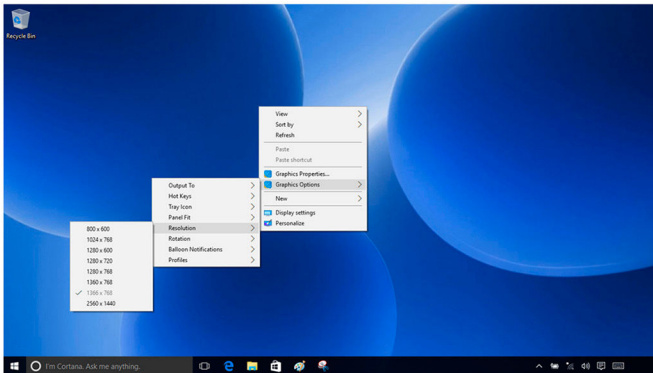 Recycle Bin
View
Sort by
Refresh
Paste
Paste shortcut
Graphics Properties...
Graphics Options
New
Display settings
Personalize
Output To
Hot Keys
Tray Icon
Panel Fit
Resolution
Rotation
Balloon Notifications
Profiles
800 x 600
1024 x 768
1280 x 600
1280 x 720
1280 x 768
1360 x 768
1366 x 768
2560 x 1440
I'm Cortana. Ask me anything.